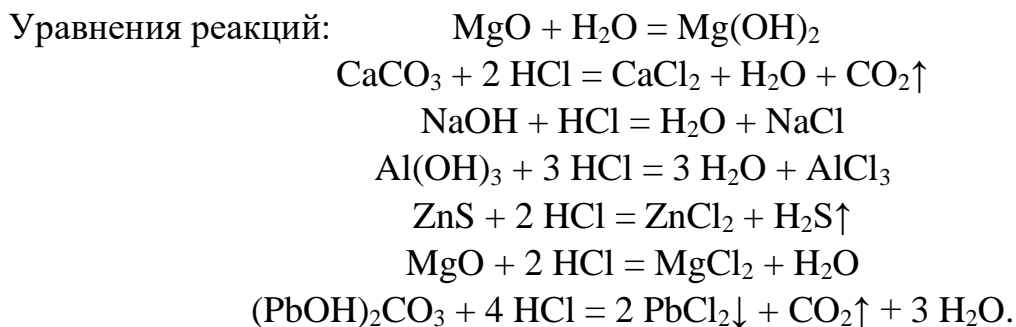 Уравнения реакций: MgO + H₂O = Mg(OH)₂
CaCO₃ + 2 HCl = CaCl₂ + H₂O + CO₂↑
NaOH + HCl = H₂O + NaCl
Al(OH)₃ + 3 HCl = 3 H₂O + AlCl₃
ZnS + 2 HCl = ZnCl₂ + H₂S↑
MgO + 2 HCl = MgCl₂ + H₂O
(PbOH)₂CO₃ + 4 HCl = 2 PbCl₂↓ + CO₂↑ + 3 H₂O.